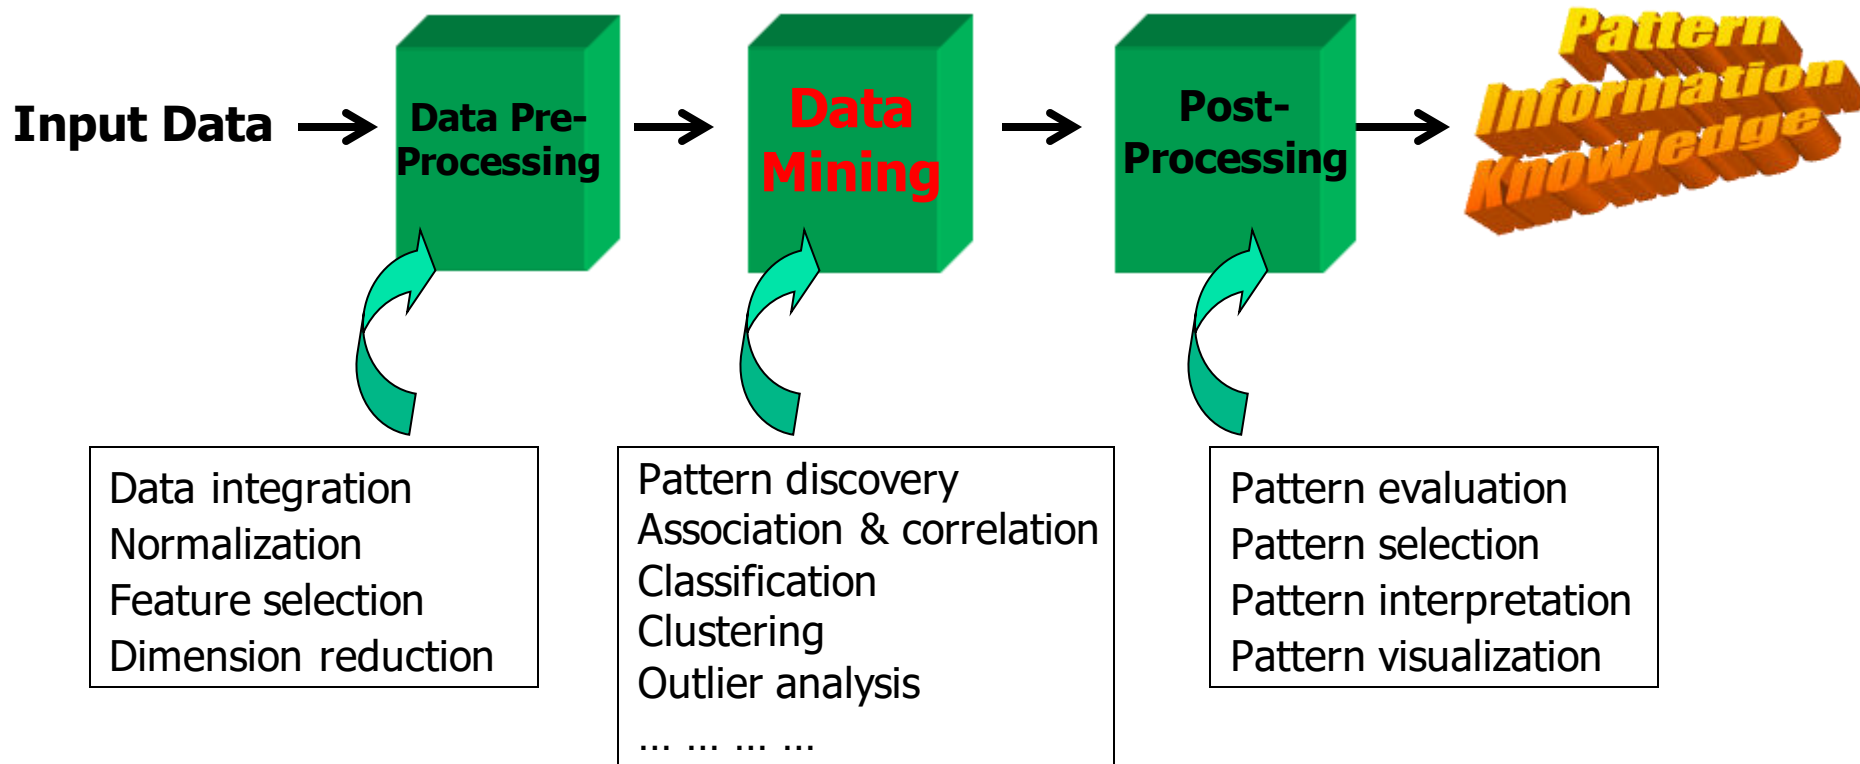 Input Data
Data Pre-
Processing
Data
Mining
Post-
Processing
Pattern
Information
Knowledge
Data integration
Normalization
Feature selection
Dimension reduction
Pattern discovery
Association & correlation
Classification
Clustering
Outlier analysis
… … … …
Pattern evaluation
Pattern selection
Pattern interpretation
Pattern visualization